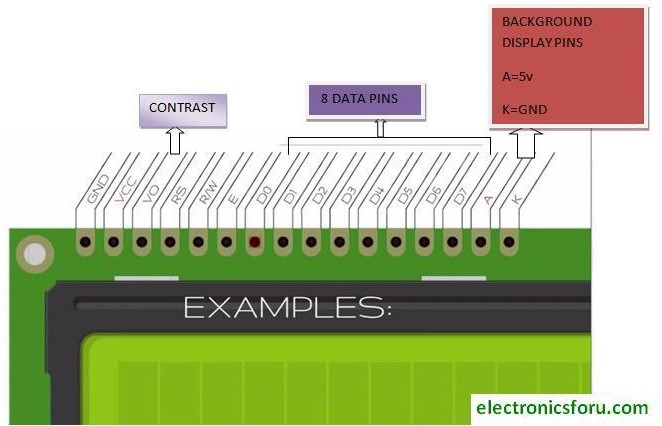 BACKGROUND
DISPLAY PINS
A=5v
K=GND
CONTRAST
8 DATA PINS
GND
VCC
VO
RS
R/W
E
D0
D1
D2
D3
D4
D5
D6
D7
A
K
EXAMPLES:
electronicsforu.com